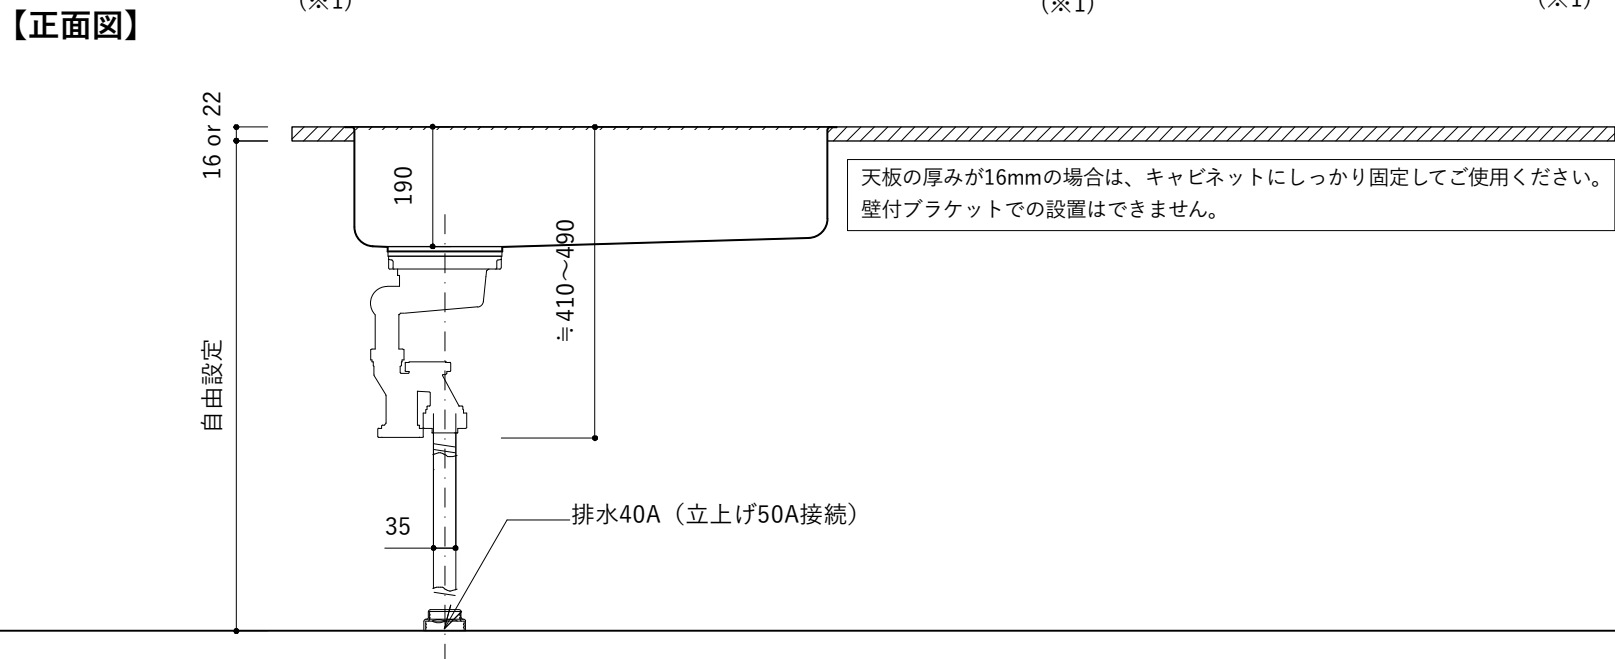 (※1)
(※1)
(※1)
【正面図】
16 or 22
190
天板の厚みが16mmの場合は、キャビネットにしっかり固定してご使用ください。
壁付ブラケットでの設置はできません。
≒410～490
自由設定
排水40A（立上げ50A接続）
35